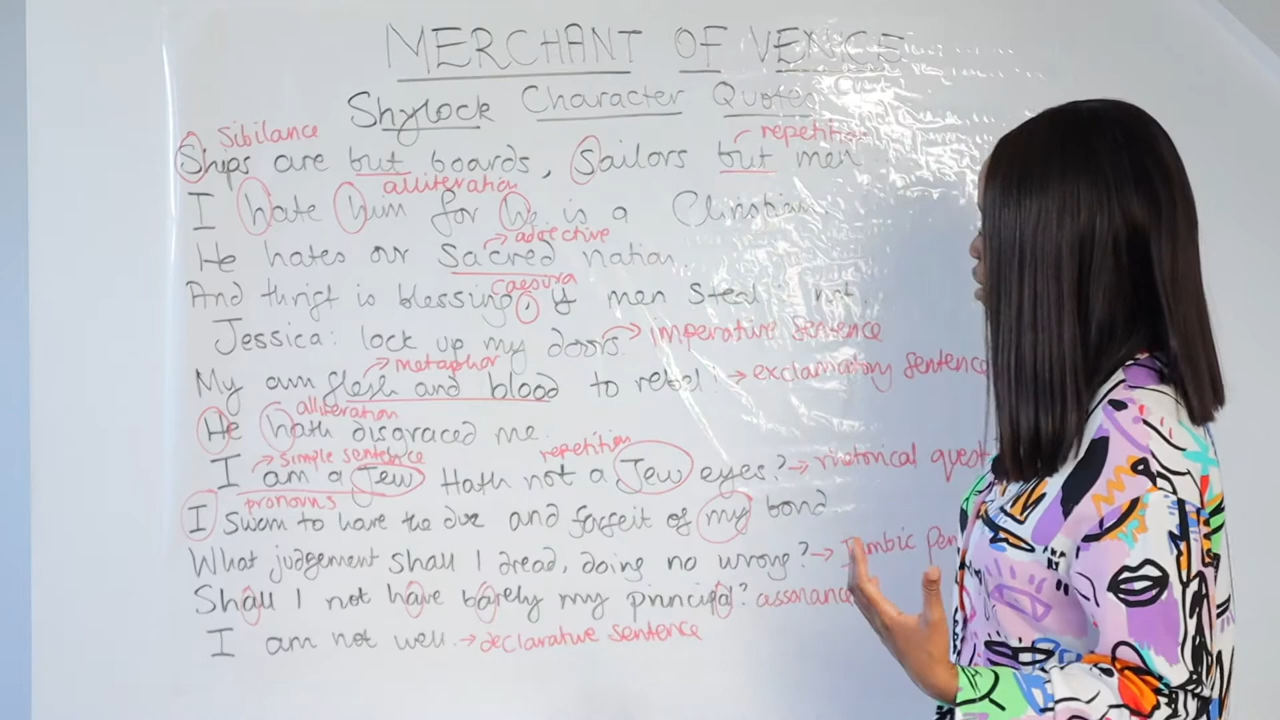 MERCHANT OF VENICE
Shylock Character Quotes
Sibilance
repetition
Ships are but boards, Sailors but men
alliteration
I hate him for he is a Christian
adjective
He hates our Sacred nation
caesura
And thrift is blessing, if men steal it not.
Jessica: lock up my doors. → imperative sentence
metaphor
My own flesh and blood to rebel! → exclamatory sentence
alliteration
He hath disgraced me.
simple sentence
repetition
I am a Jew Hath not a Jew eyes? → rhetorical quest
pronouns
I sworn to have the due and forfeit of my bond
What judgement shall I dread, doing no wrong? → Iambic Pen
Shall I not have barely my principal? assonance
I am not well. → declarative sentence